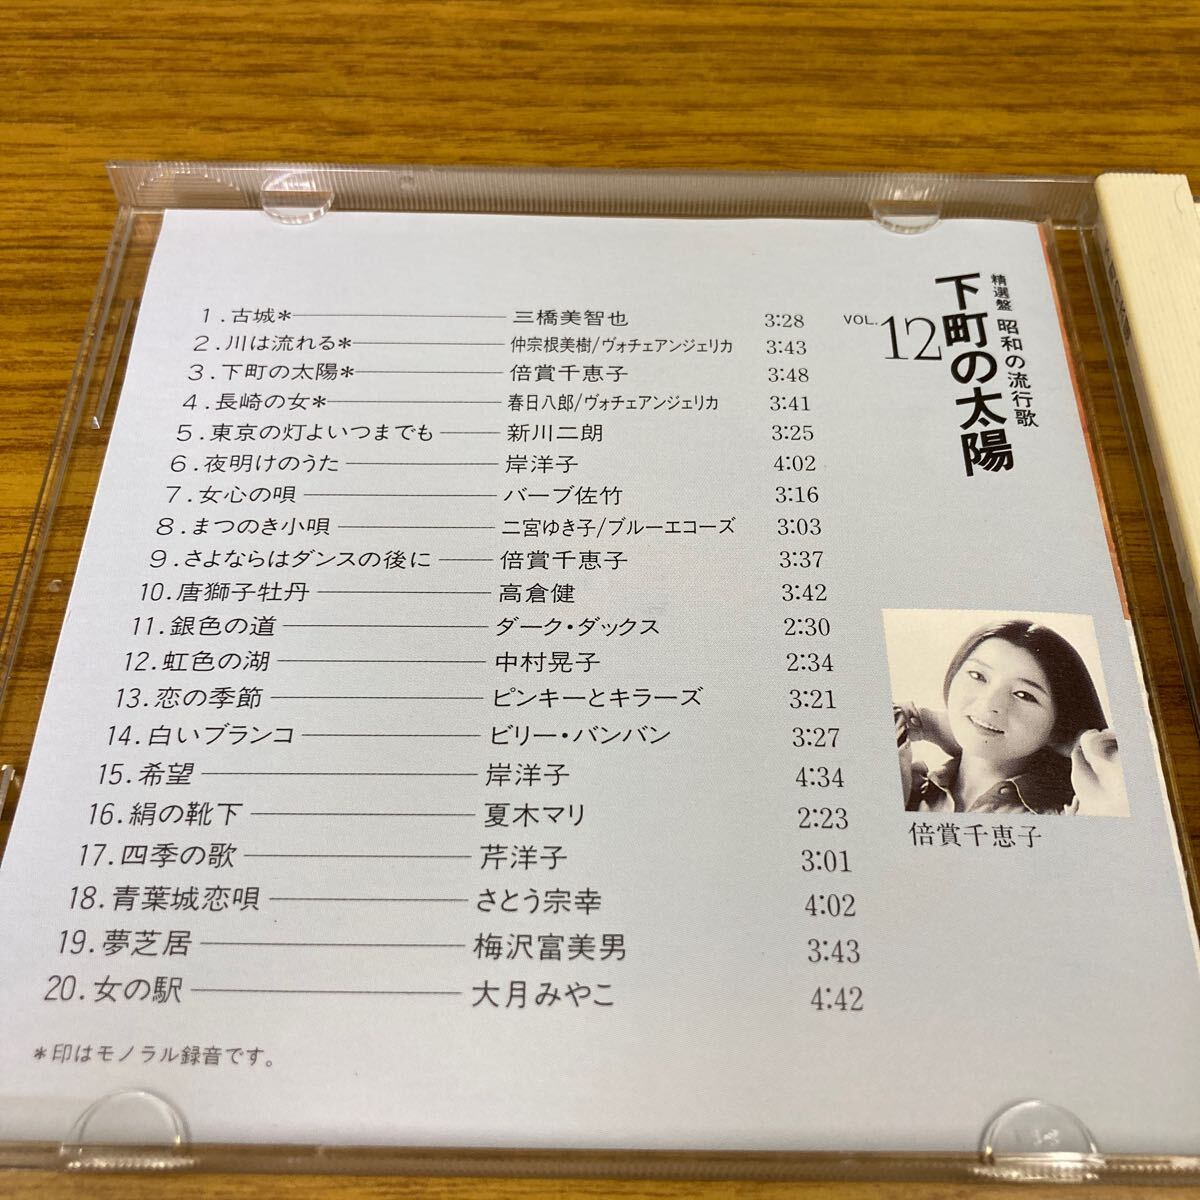 精選盤 昭和の流行歌
下町の太陽
VOL. 12
1.古城* 三橋美智也 3:28
2.川は流れる* 仲宗根美樹/ヴォチェアンジェリカ 3:43
3.下町の太陽* 倍賞千恵子 3:48
4.長崎の女* 春日八郎/ヴォチェアンジェリカ 3:41
5.東京の灯よいつまでも 新川二朗 3:25
6.夜明けのうた 岸洋子 4:02
7.女心の唄 バーブ佐竹 3:16
8.まつのき小唄 二宮ゆき子/ブルーエコーズ 3:03
9.さよならはダンスの後に 倍賞千恵子 3:37
10.唐獅子牡丹 高倉健 3:42
11.銀色の道 ダーク・ダックス 2:30
12.虹色の湖 中村晃子 2:34
13.恋の季節 ピンキーとキラーズ 3:21
14.白いブランコ ビリー・バンバン 3:27
15.希望 岸洋子 4:34
16.絹の靴下 夏木マリ 2:23
17.四季の歌 芹洋子 3:01
18.青葉城恋唄 さとう宗幸 4:02
19.夢芝居 梅沢富美男 3:43
20.女の駅 大月みやこ 4:42
*印はモノラル録音です。
倍賞千恵子